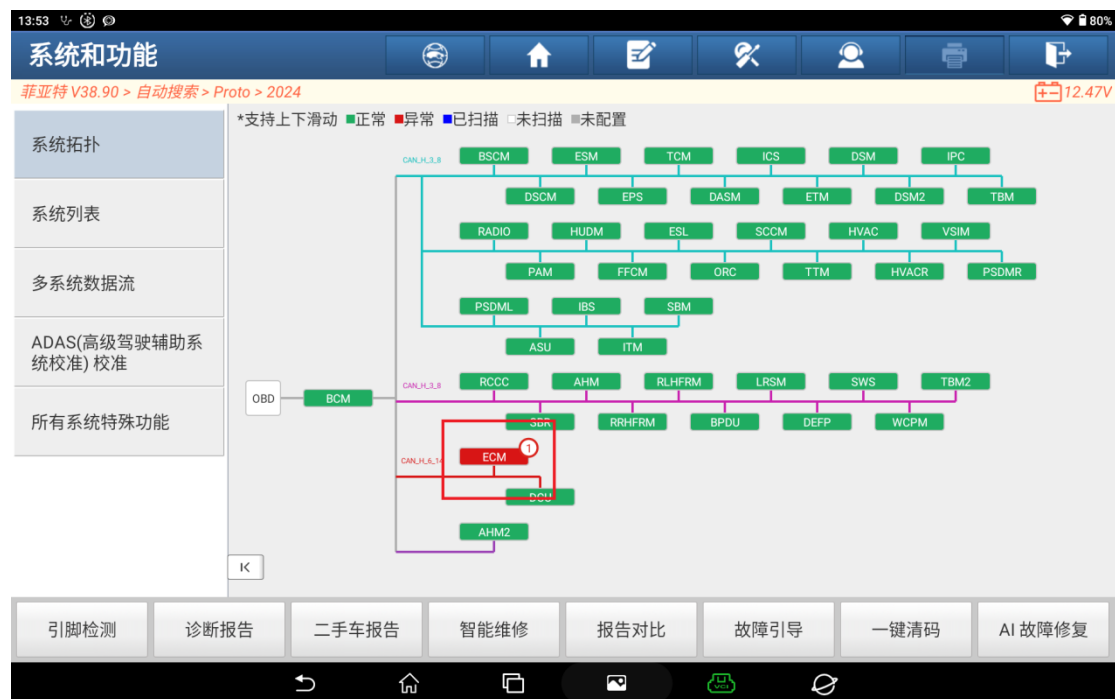 13:53
80%
系统和功能
菲亚特 V38.90 > 自动搜索 > Proto > 2024
12.47V
系统拓扑
系统列表
多系统数据流
ADAS(高级驾驶辅助系
统校准) 校准
所有系统特殊功能
*支持上下滑动 正常 异常 已扫描 未扫描 未配置
CAN_H_3_8 BSCM ESM TCM ICS DSM IPC
DSCM EPS DASM ETM DSM2 TBM
RADIO HUDM ESL SCCM HVAC VSIM
PAM FFCM ORC TTM HVACR PSDMR
PSDML IBS SBM
ASU ITM
OBD BCM
CAN_H_3_8 RCCC AHM RLHFRM LRSM SWS TBM2
SBR RRHFRM BPDU DEFP WCPM
CAN_H_6_14 ECM 1
DCU
AHM2
引脚检测 诊断报告 二手车报告 智能维修 报告对比 故障引导 一键清码 AI 故障修复
VCI